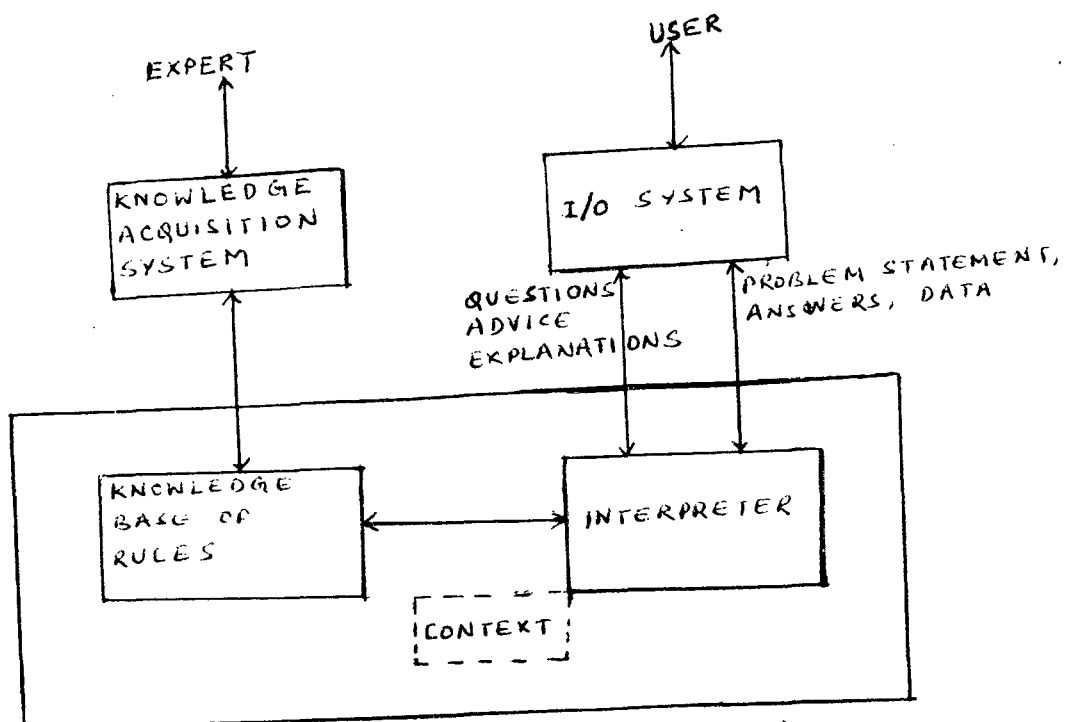 EXPERT
USER
KNOWLEDGE
ACQUISITION
SYSTEM
I/O SYSTEM
QUESTIONS
ADVICE
EXPLANATIONS
PROBLEM STATEMENT,
ANSWERS, DATA
KNOWLEDGE
BASE OF
RULES
INTERPRETER
CONTEXT